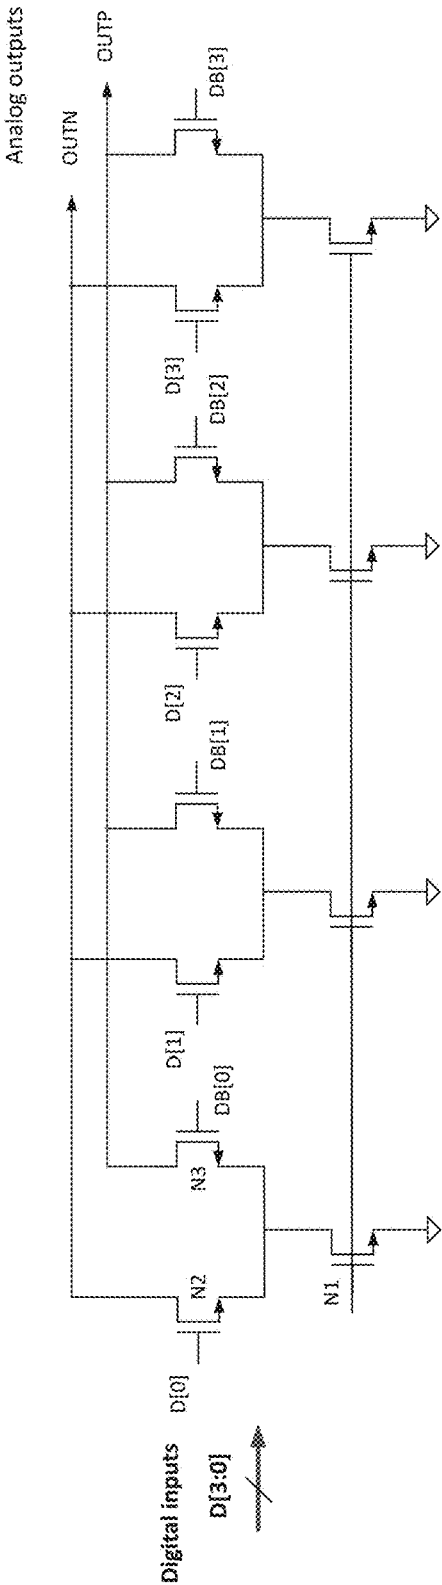 Digital inputs
D[3:0]
Analog outputs
OUTN
OUTP
D[0]
N2
N3
DB[0]
D[1]
DB[1]
D[2]
DB[2]
D[3]
DB[3]
N1